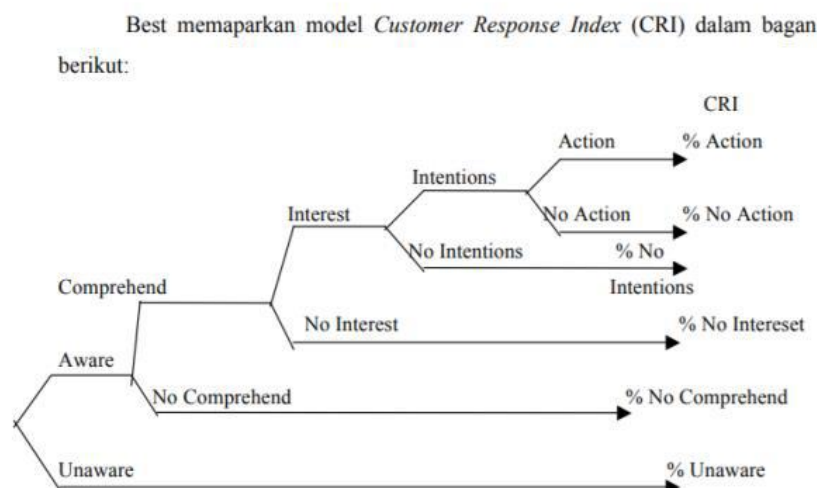 Best memaparkan model Customer Response Index (CRI) dalam bagan
berikut:
CRI
Action % Action
Intentions
Interest No Action % No Action
No Intentions % No
Comprehend Intentions
No Interest % No Intereset
Aware
No Comprehend % No Comprehend
Unaware % Unaware